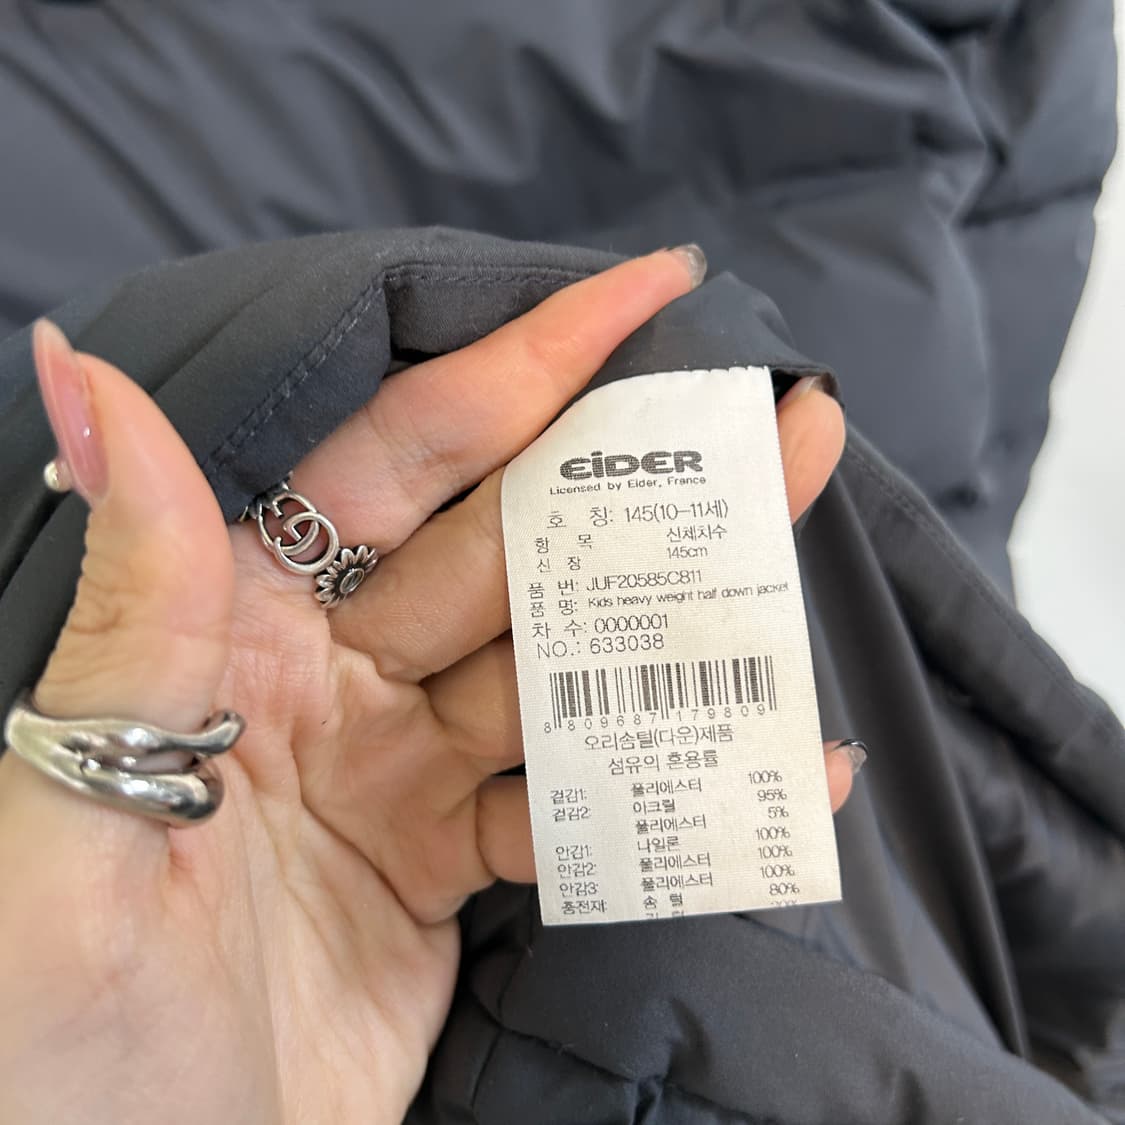 EiDER
Licensed by Eider, France
호 칭: 145(10-11세)
항 목 신체치수
신 장 145cm
품 번: JUF20585C811
품 명: Kids heavy weight half down jacket
차 수: 0000001
NO.: 633038
8 809687 179809
오리솜털(다운)제품
섬유의 혼용률
겉감1: 폴리에스터 100%
겉감2: 아크릴 95%
폴리에스터 5%
안감1: 나일론 100%
안감2: 폴리에스터 100%
안감3: 폴리에스터 100%
충전재: 솜 털 80%